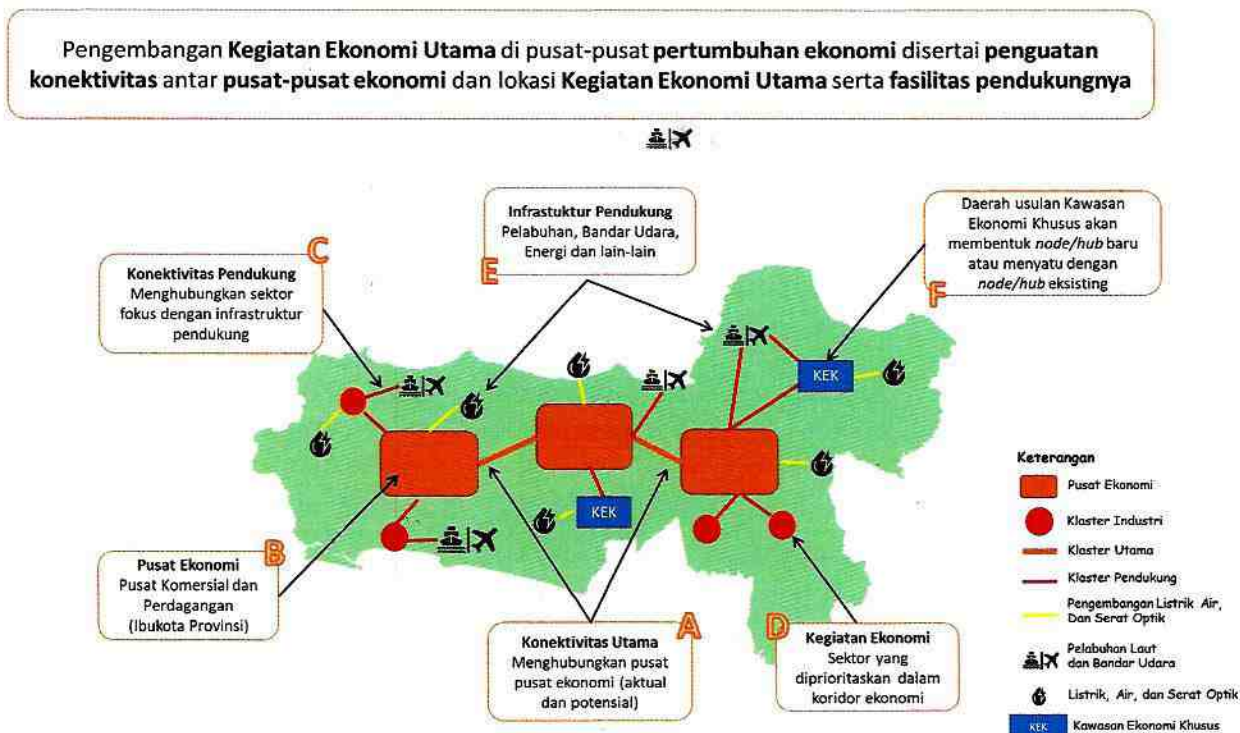 Pengembangan Kegiatan Ekonomi Utama di pusat-pusat pertumbuhan ekonomi disertai penguatan
konektivitas antar pusat-pusat ekonomi dan lokasi Kegiatan Ekonomi Utama serta fasilitas pendukungnya
C
Konektivitas Pendukung
Menghubungkan sektor
fokus dengan infrastruktur
pendukung
Infrastuktur Pendukung
Pelabuhan, Bandar Udara,
Energi dan lain-lain
E
Daerah usulan Kawasan
Ekonomi Khusus akan
membentuk node/hub baru
atau menyatu dengan
node/hub eksisting
F
KEK
KEK
B
Pusat Ekonomi
Pusat Komersial dan
Perdagangan
(Ibukota Provinsi)
A
Konektivitas Utama
Menghubungkan pusat
pusat ekonomi (aktual
dan potensial)
D
Kegiatan Ekonomi
Sektor yang
diprioritaskan dalam
koridor ekonomi
Keterangan
Pusat Ekonomi
Klaster Industri
Klaster Utama
Klaster Pendukung
Pengembangan Listrik Air,
Dan Serat Optik
Pelabuhan Laut
dan Bandar Udara
Listrik, Air, dan Serat Optik
KEK Kawasan Ekonomi Khusus